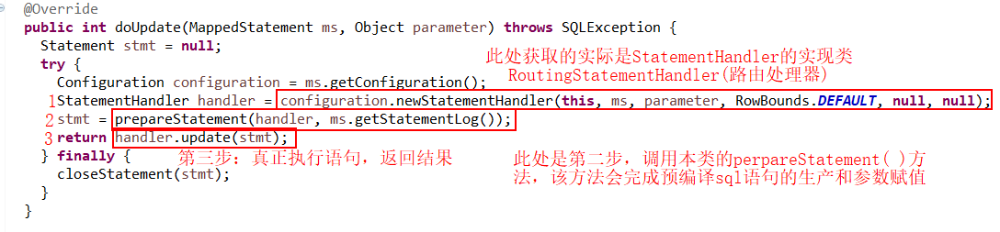 @Override
public int doUpdate(MappedStatement ms, Object parameter) throws SQLException {
Statement stmt = null;
try {
此处获取的实际是StatementHandler的实现类
RoutingStatementHandler(路由处理器)
Configuration configuration = ms.getConfiguration();
1 StatementHandler handler = configuration.newStatementHandler(this, ms, parameter, RowBounds.DEFAULT, null, null);
2 stmt = prepareStatement(handler, ms.getStatementLog());
3 return handler.update(stmt);
} finally {
第三步：真正执行语句，返回结果
此处是第二步，调用本类的perpareStatement( )方
法，该方法会完成预编译sql语句的生产和参数赋值
closeStatement(stmt);
}
}